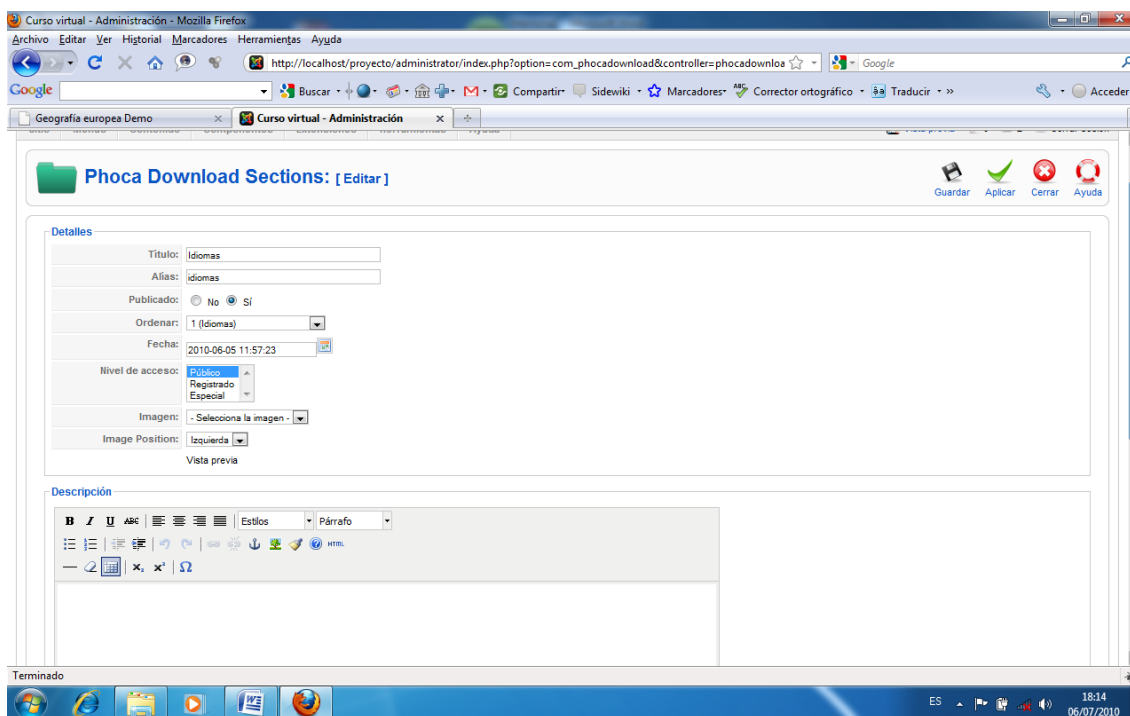 Curso virtual - Administración - Mozilla Firefox
Archivo Editar Ver Historial Marcadores Herramientas Ayuda
http://localhost/proyecto/administrator/index.php?option=com_phocadownload&controller=phocadownloa Google
Google Buscar Compartir Sidewiki Marcadores Corrector ortográfico Traducir » Acceder
Geografía europea Demo Curso virtual - Administración
Phoca Download Sections: [ Editar ]
Guardar Aplicar Cerrar Ayuda
Detalles
Título: Idiomas
Alias: idiomas
Publicado: No Sí
Ordenar: 1 (Idiomas)
Fecha: 2010-06-05 11:57:23
Nivel de acceso: Público
Registrado
Especial
Imagen: - Selecciona la imagen -
Image Position: Izquierda
Vista previa
Descripción
B I U ABC Estilos Párrafo
HTML
x₂ x² Ω
Terminado
ES 18:14
06/07/2010